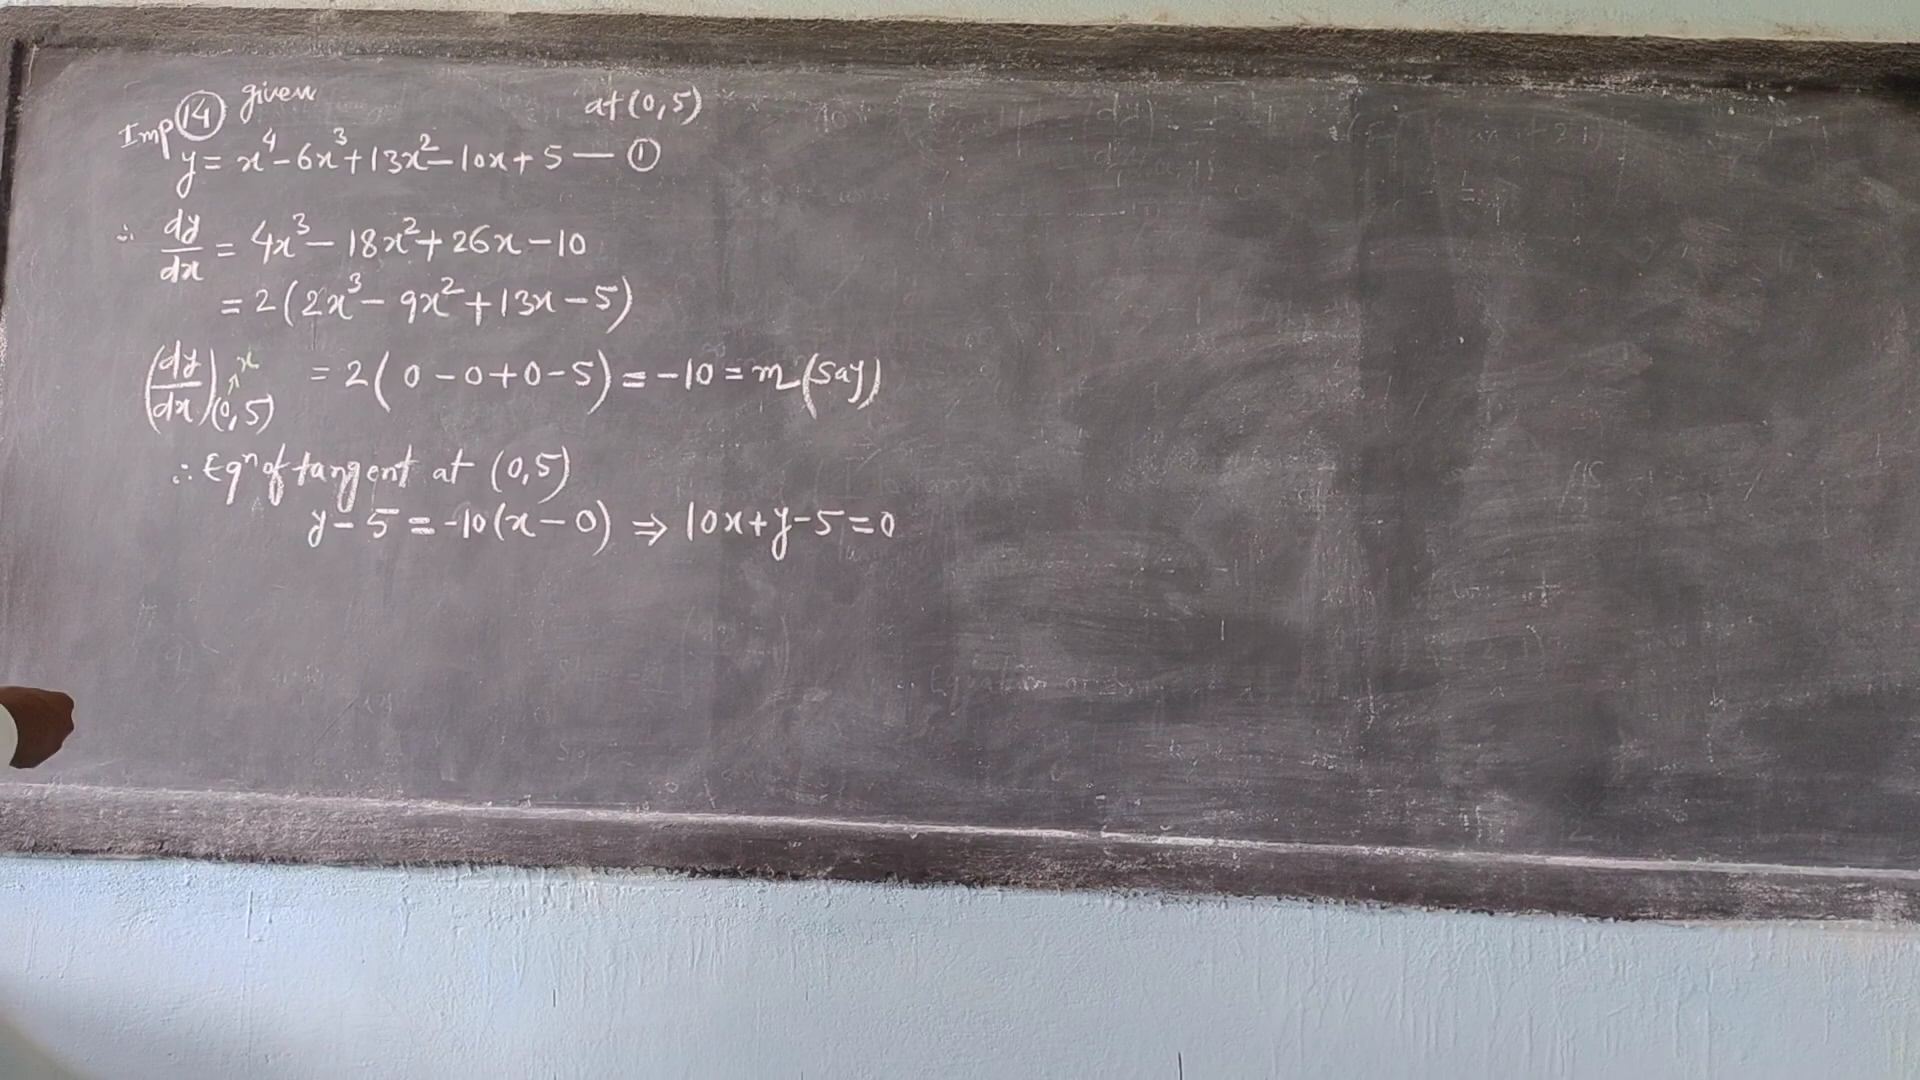 Imp (14) given at (0, 5)
y = x⁴ - 6x³ + 13x² - 10x + 5 — ①
∴ dy/dx = 4x³ - 18x² + 26x - 10
= 2(2x³ - 9x² + 13x - 5)
(dy/dx)(0, 5) x = 2(0 - 0 + 0 - 5) = -10 = m (say)
∴ Eqⁿ of tangent at (0,5)
y - 5 = -10(x - 0) ⇒ 10x + y - 5 = 0